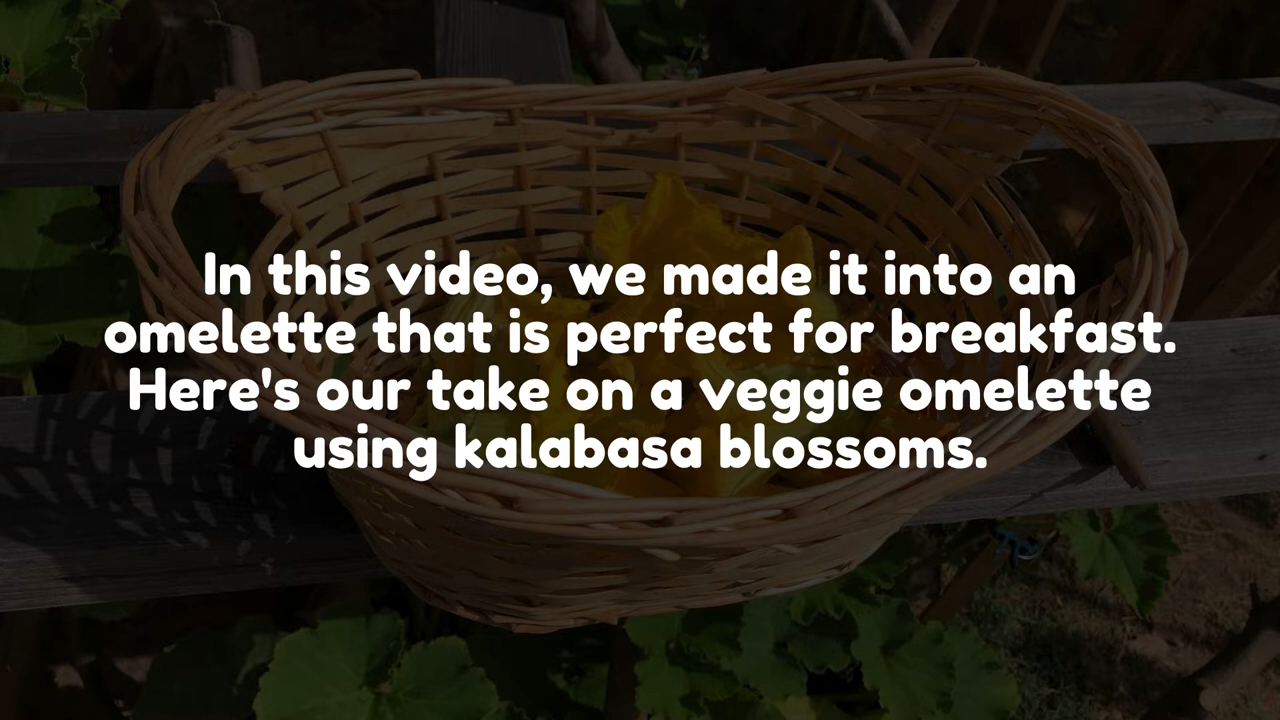 In this video, we made it into an
omelette that is perfect for breakfast.
Here's our take on a veggie omelette
using kalabasa blossoms.